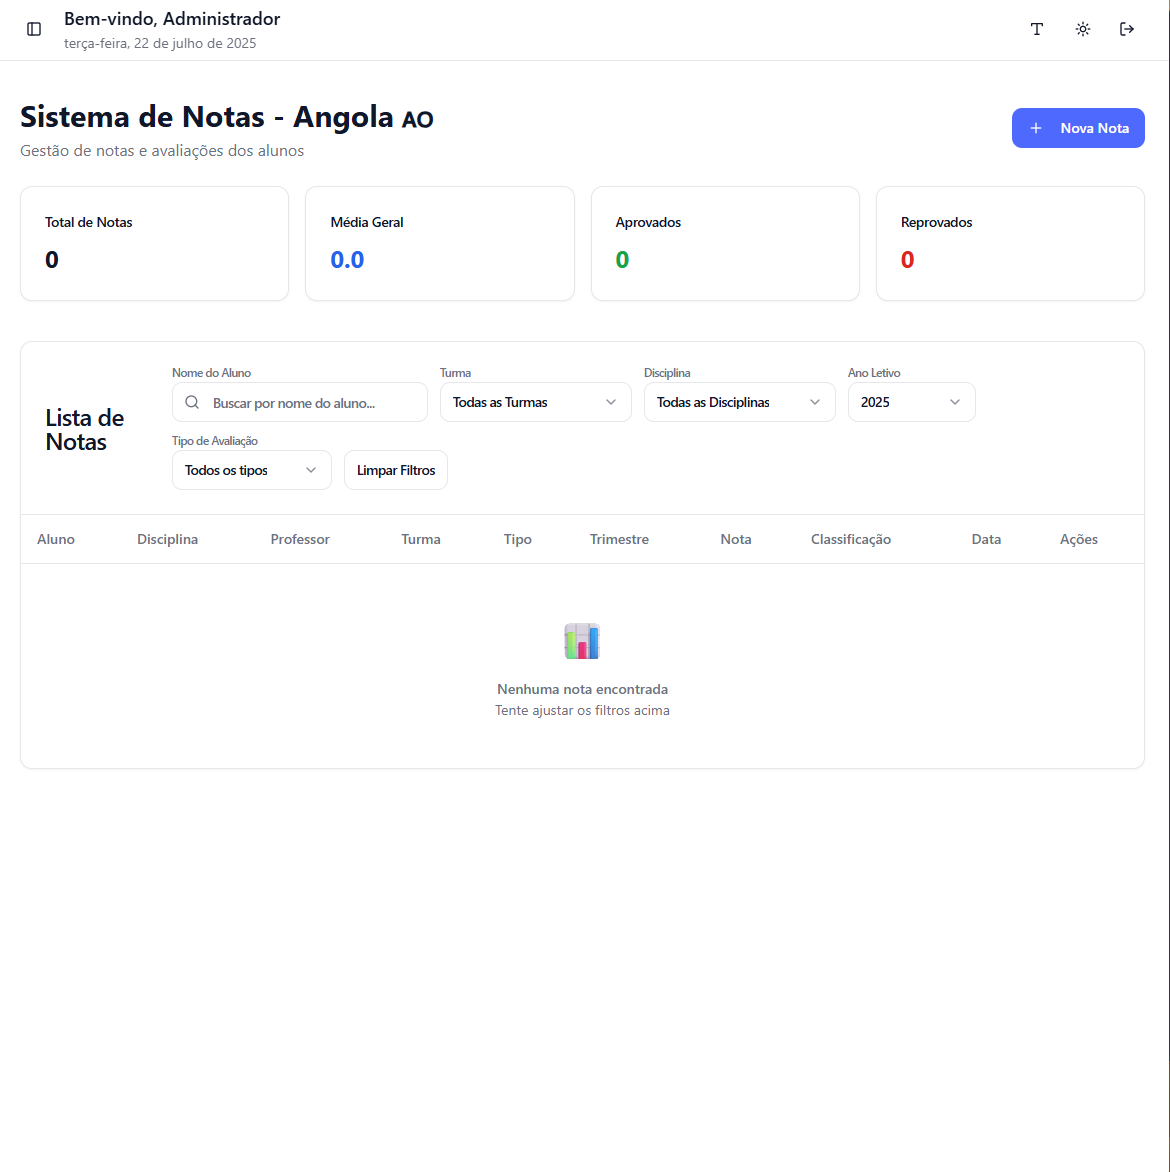 Bem-vindo, Administrador
terça-feira, 22 de julho de 2025
Sistema de Notas - Angola AO
Gestão de notas e avaliações dos alunos
Nova Nota
Total de Notas
0
Média Geral
0.0
Aprovados
0
Reprovados
0
Lista de
Notas
Nome do Aluno
Buscar por nome do aluno...
Turma
Todas as Turmas
Disciplina
Todas as Disciplinas
Ano Letivo
2025
Tipo de Avaliação
Todos os tipos
Limpar Filtros
Aluno Disciplina Professor Turma Tipo Trimestre Nota Classificação Data Ações
Nenhuma nota encontrada
Tente ajustar os filtros acima